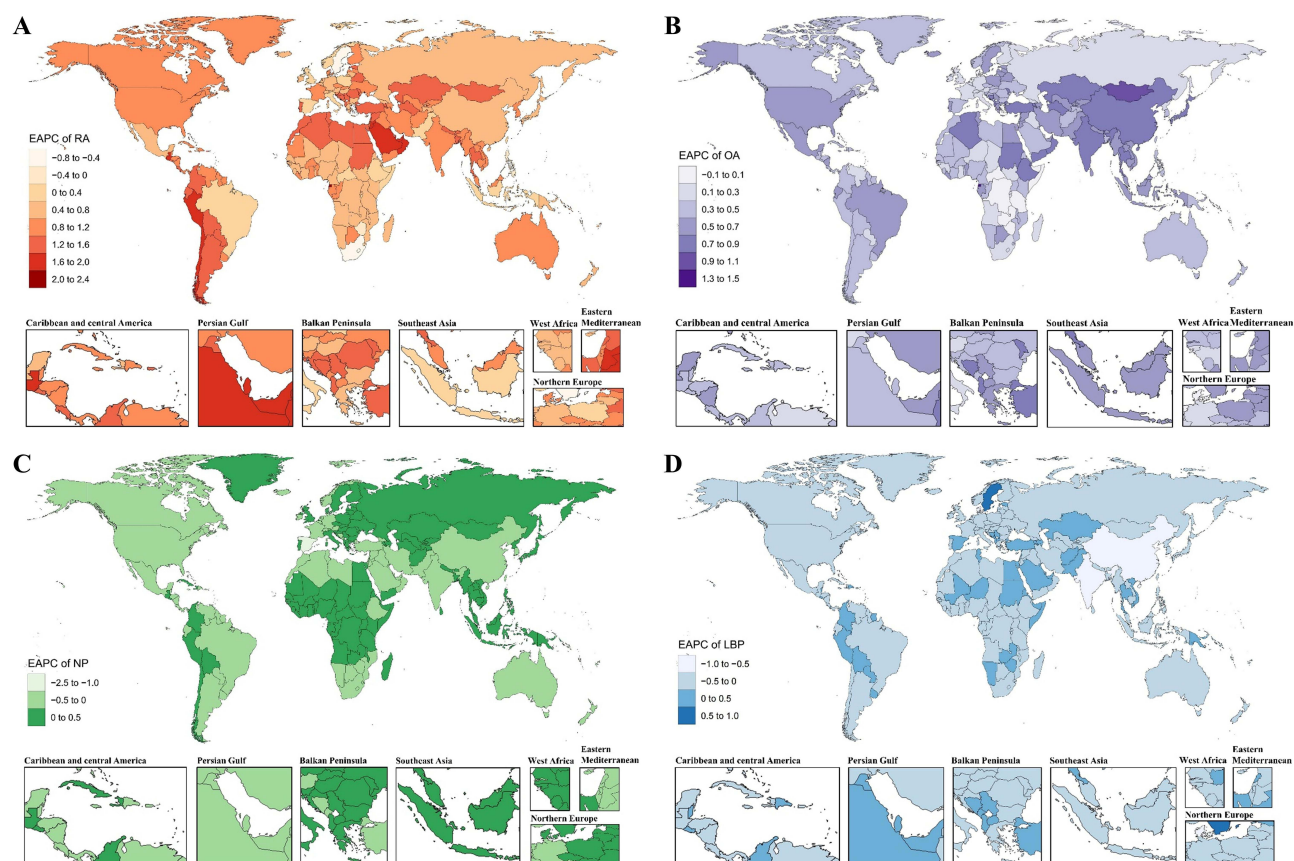 A
EAPC of RA
−0.8 to −0.4
−0.4 to 0
0 to 0.4
0.4 to 0.8
0.8 to 1.2
1.2 to 1.6
1.6 to 2.0
2.0 to 2.4
Caribbean and central America
Persian Gulf
Balkan Peninsula
Southeast Asia
West Africa
Eastern
Mediterranean
Northern Europe
B
EAPC of OA
−0.1 to 0.1
0.1 to 0.3
0.3 to 0.5
0.5 to 0.7
0.7 to 0.9
0.9 to 1.1
1.3 to 1.5
Caribbean and central America
Persian Gulf
Balkan Peninsula
Southeast Asia
West Africa
Eastern
Mediterranean
Northern Europe
C
EAPC of NP
−2.5 to −1.0
−0.5 to 0
0 to 0.5
Caribbean and central America
Persian Gulf
Balkan Peninsula
Southeast Asia
West Africa
Eastern
Mediterranean
Northern Europe
D
EAPC of LBP
−1.0 to −0.5
−0.5 to 0
0 to 0.5
0.5 to 1.0
Caribbean and central America
Persian Gulf
Balkan Peninsula
Southeast Asia
West Africa
Eastern
Mediterranean
Northern Europe